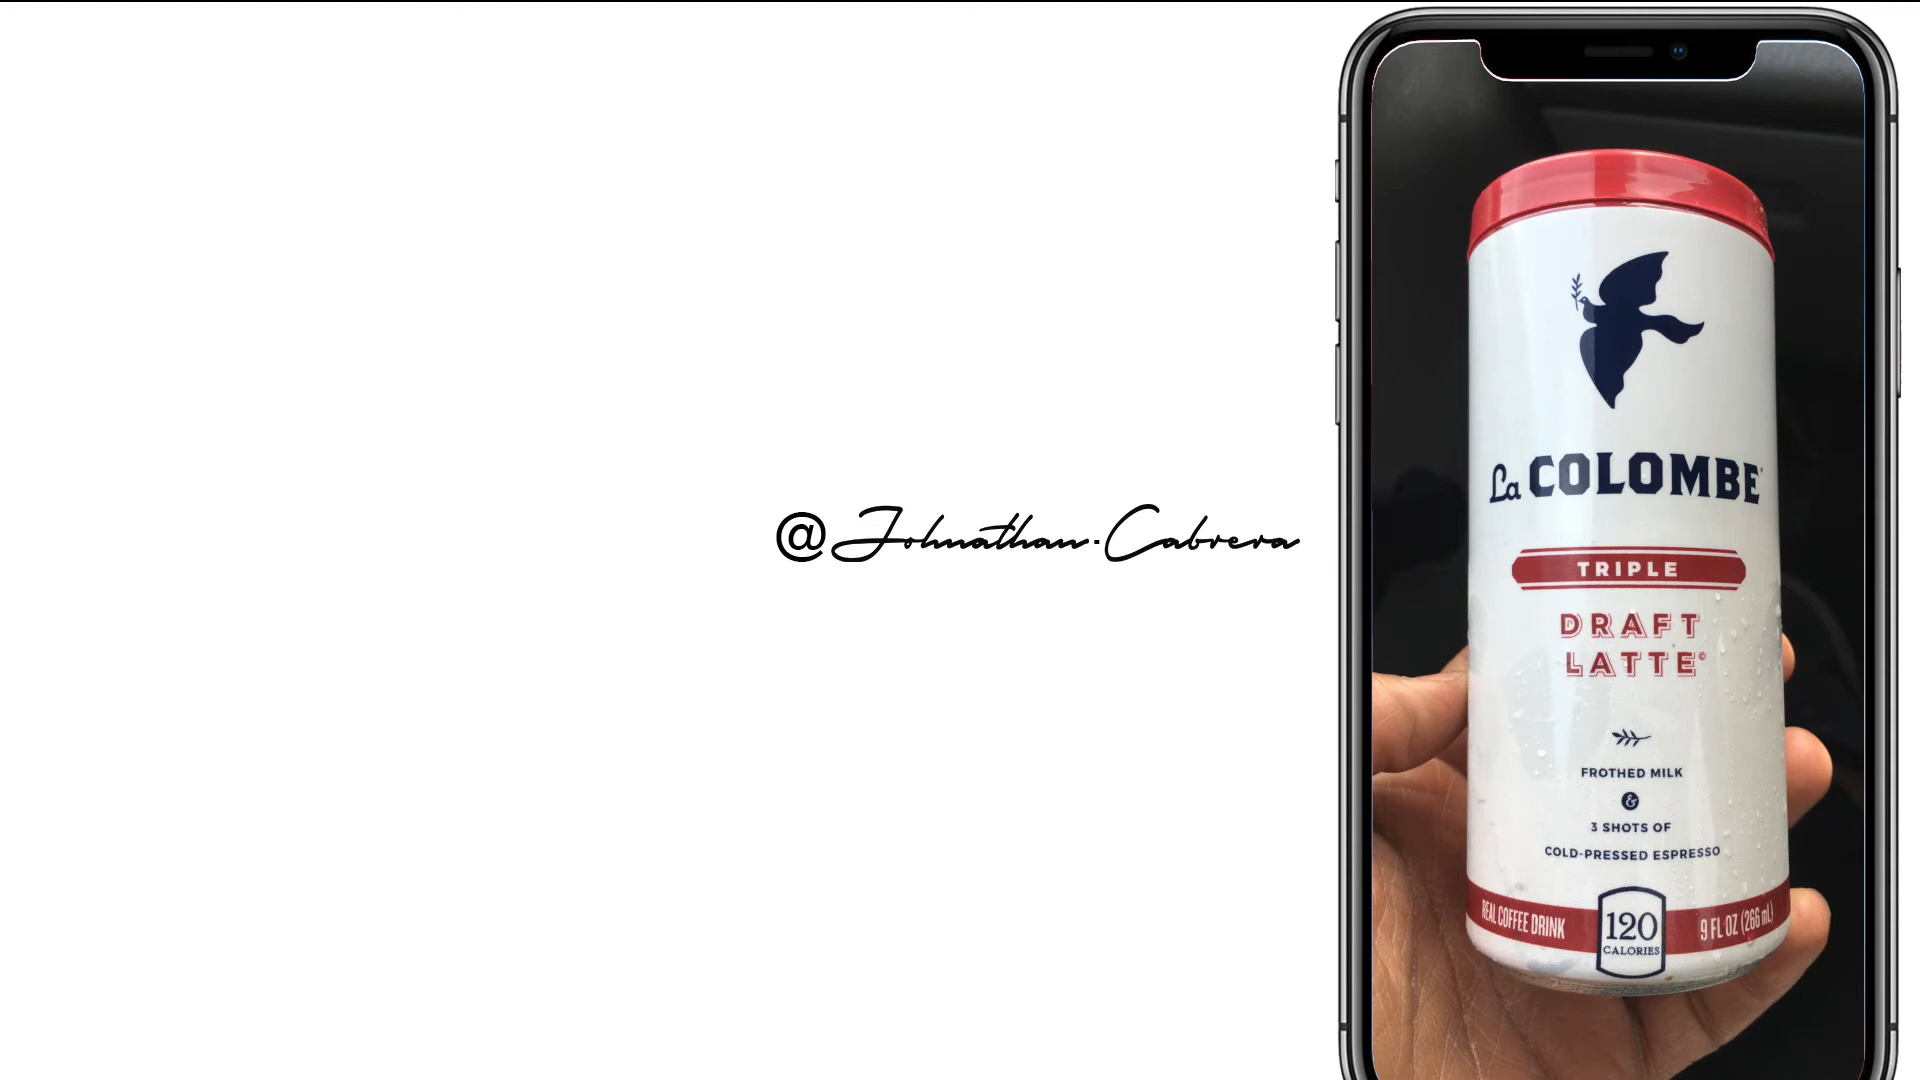 @Johnathan.Cabrera
La COLOMBE
TRIPLE
DRAFT
LATTE©
FROTHED MILK
&
3 SHOTS OF
COLD-PRESSED ESPRESSO
REAL COFFEE DRINK
120
CALORIES
9 FL OZ (266 mL)